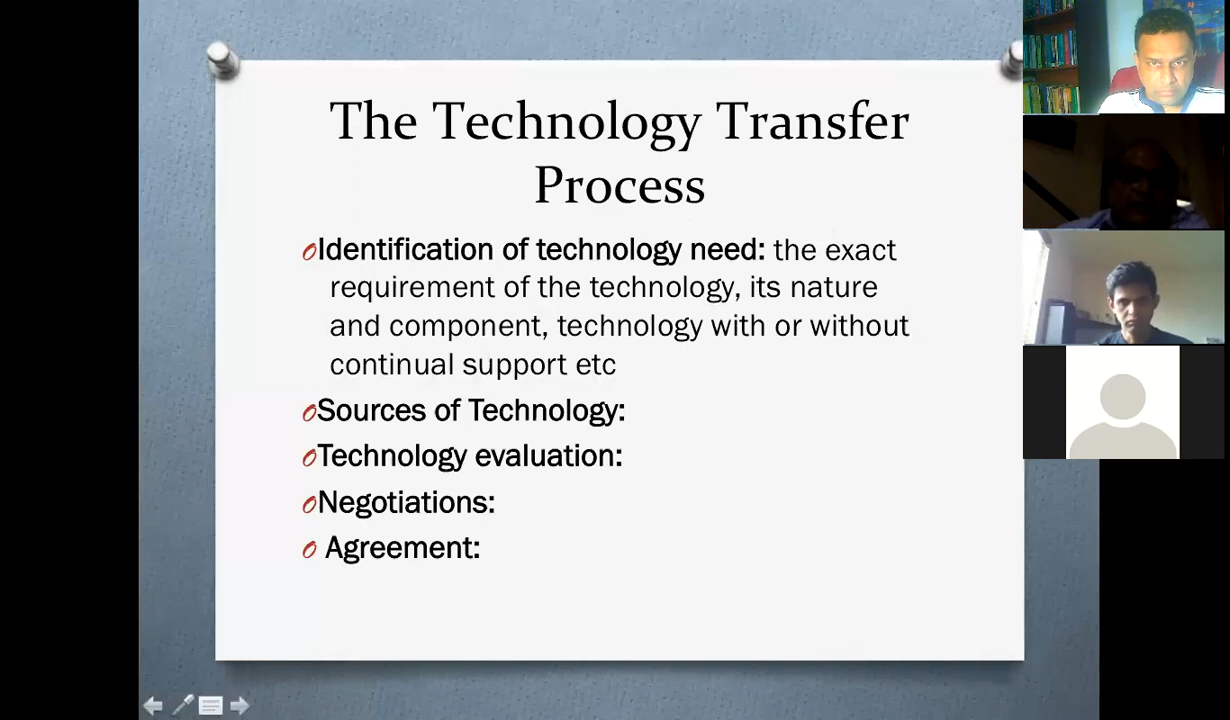 The Technology Transfer
Process
Identification of technology need: the exact
requirement of the technology, its nature
and component, technology with or without
continual support etc
Sources of Technology:
Technology evaluation:
Negotiations:
Agreement: